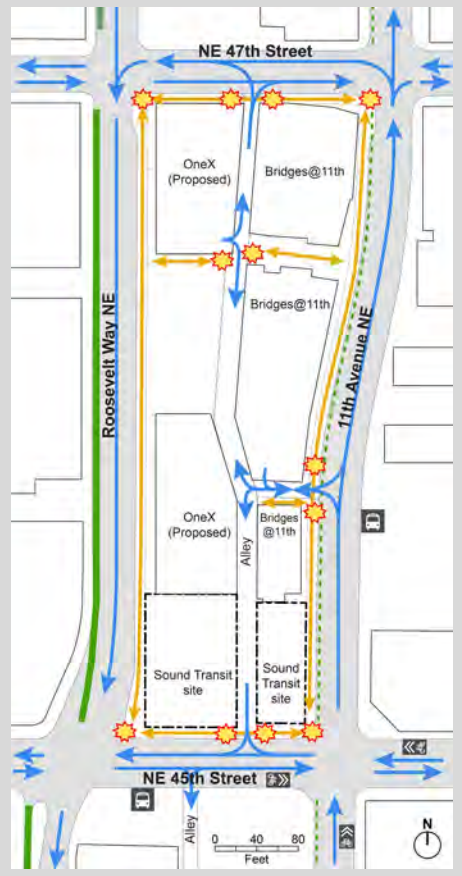 NE 47th Street
OneX
(Proposed)
Bridges@11th
Bridges@11th
Roosevelt Way NE
11th Avenue NE
OneX
(Proposed)
Bridges
@11th
Alley
Sound Transit
site
Sound
Transit
site
NE 45th Street
Alley
0 40 80
Feet
N